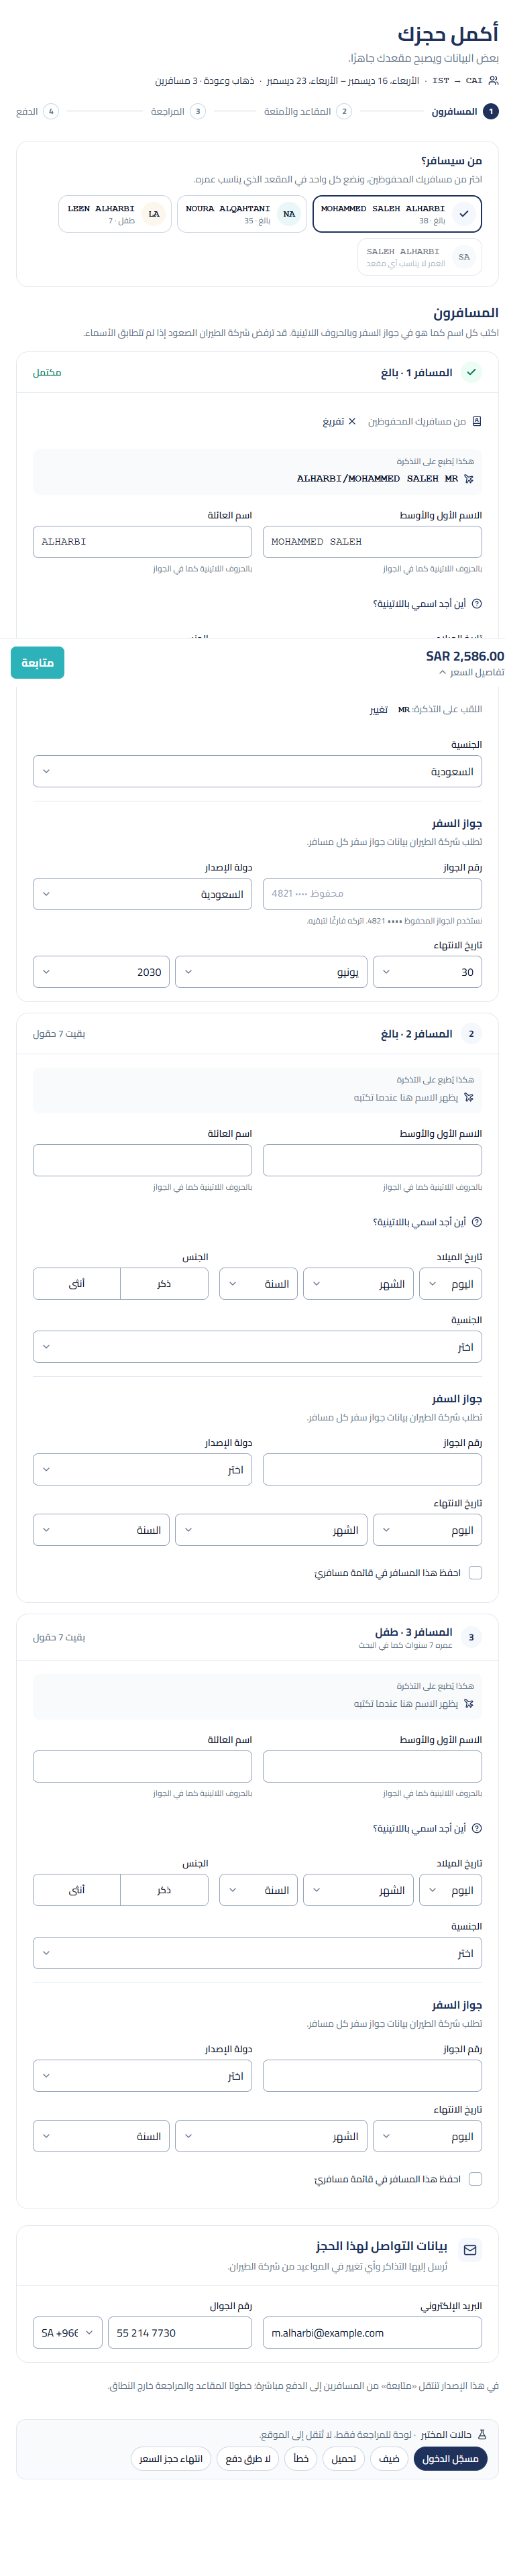 أكمل حجزك
بعض البيانات ويصبح مقعدك جاهزًا.
IST → CAI · الأربعاء، 16 ديسمبر – الأربعاء، 23 ديسمبر · ذهاب وعودة · 3 مسافرين
1 المسافرون 2 المقاعد والأمتعة 3 المراجعة 4 الدفع
من سيسافر؟
اختر من مسافريك المحفوظين، ونضع كل واحد في المقعد الذي يناسب عمره.
MOHAMMED SALEH ALHARBI NA NOURA ALQAHTANI LA LEEN ALHARBI
بالغ · 38 بالغ · 35 طفل · 7
SA SALEH ALHARBI
العمر لا يناسب أي مقعد
المسافرون
اكتب كل اسم كما هو في جواز السفر وبالحروف اللاتينية. قد ترفض شركة الطيران الصعود إذا لم تتطابق الأسماء.
المسافر 1 · بالغ مكتمل
من مسافريك المحفوظين تفريغ
هكذا يُطبع على التذكرة
ALHARBI/MOHAMMED SALEH MR
الاسم الأول والأوسط اسم العائلة
MOHAMMED SALEH ALHARBI
بالحروف اللاتينية كما في الجواز بالحروف اللاتينية كما في الجواز
أين أجد اسمي باللاتينية؟
SAR 2,586.00 متابعة
تفاصيل السعر
اللقب على التذكرة: MR تغيير
الجنسية
السعودية
جواز السفر
تطلب شركة الطيران بيانات جواز سفر كل مسافر.
رقم الجواز دولة الإصدار
محفوظ •••• 4821 السعودية
نستخدم الجواز المحفوظ •••• 4821. اتركه فارغًا لتبقيه.
تاريخ الانتهاء
30 يونيو 2030
2 المسافر 2 · بالغ بقيت 7 حقول
هكذا يُطبع على التذكرة
يظهر الاسم هنا عندما تكتبه
الاسم الأول والأوسط اسم العائلة
بالحروف اللاتينية كما في الجواز بالحروف اللاتينية كما في الجواز
أين أجد اسمي باللاتينية؟
تاريخ الميلاد الجنس
اليوم الشهر السنة ذكر أنثى
الجنسية
اختر
جواز السفر
تطلب شركة الطيران بيانات جواز سفر كل مسافر.
رقم الجواز دولة الإصدار
اختر
تاريخ الانتهاء
اليوم الشهر السنة
احفظ هذا المسافر في قائمة مسافريّ
3 المسافر 3 · طفل بقيت 7 حقول
عمره 7 سنوات كما في البحث
هكذا يُطبع على التذكرة
يظهر الاسم هنا عندما تكتبه
الاسم الأول والأوسط اسم العائلة
بالحروف اللاتينية كما في الجواز بالحروف اللاتينية كما في الجواز
أين أجد اسمي باللاتينية؟
تاريخ الميلاد الجنس
اليوم الشهر السنة ذكر أنثى
الجنسية
اختر
جواز السفر
تطلب شركة الطيران بيانات جواز سفر كل مسافر.
رقم الجواز دولة الإصدار
اختر
تاريخ الانتهاء
اليوم الشهر السنة
احفظ هذا المسافر في قائمة مسافريّ
بيانات التواصل لهذا الحجز
تُرسل إليها التذاكر وأي تغيير في المواعيد من شركة الطيران.
البريد الإلكتروني رقم الجوال
m.alharbi@example.com 55 214 7730 SA +966
في هذا الإصدار تنتقل «متابعة» من المسافرين إلى الدفع مباشرة؛ خطوتا المقاعد والمراجعة خارج النطاق.
حالات المختبر · لوحة للمراجعة فقط، لا تُنقل إلى الموقع.
مسجّل الدخول ضيف تحميل خطأ لا طرق دفع انتهاء حجز السعر